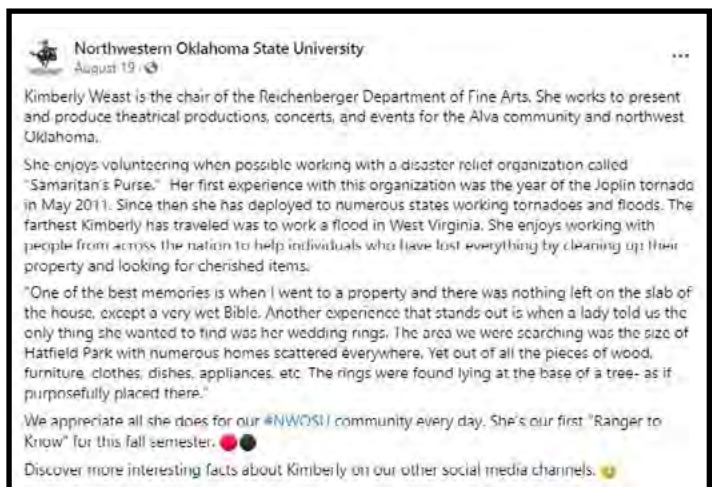 Northwestern Oklahoma State University
August 19
Kimberly Weast is the chair of the Reichenberger Department of Fine Arts. She works to present
and produce theatrical productions, concerts, and events for the Alva community and northwest
Oklahoma.
She enjoys volunteering when possible working with a disaster relief organization called
"Samaritan's Purse." Her first experience with this organization was the year of the Joplin tornado
in May 2011. Since then she has deployed to numerous states working tornadoes and floods. The
farthest Kimberly has traveled was to work a flood in West Virginia. She enjoys working with
people from across the nation to help individuals who have lost everything by cleaning up their
property and looking for cherished items.
"One of the best memories is when I went to a property and there was nothing left on the slab of
the house, except a very wet Bible. Another experience that stands out is when a lady told us the
only thing she wanted to find was her wedding rings. The area we were searching was the size of
Hatfield Park with numerous homes scattered everywhere. Yet out of all the pieces of wood,
furniture, clothes, dishes, appliances, etc. The rings were found lying at the base of a tree- as if
purposefully placed there."
We appreciate all she does for our #NWOSU community every day. She's our first "Ranger to
Know" for this fall semester.
Discover more interesting facts about Kimberly on our other social media channels.